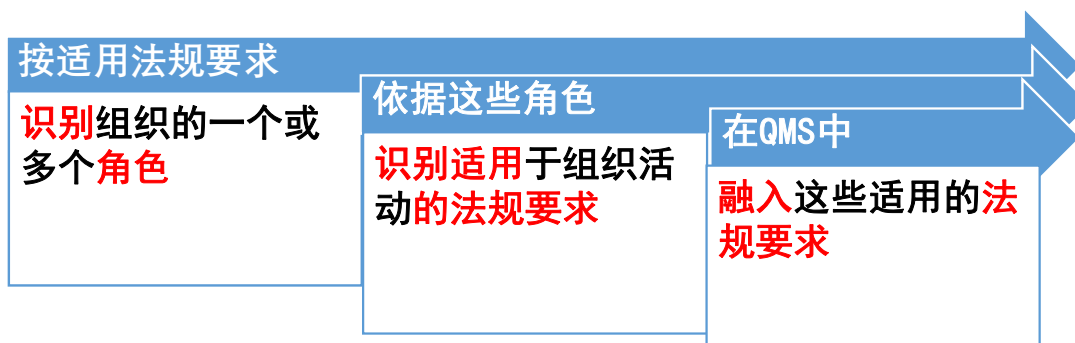 按适用法规要求
识别组织的一个或
多个角色
依据这些角色
识别适用于组织活
动的法规要求
在QMS中
融入这些适用的法
规要求